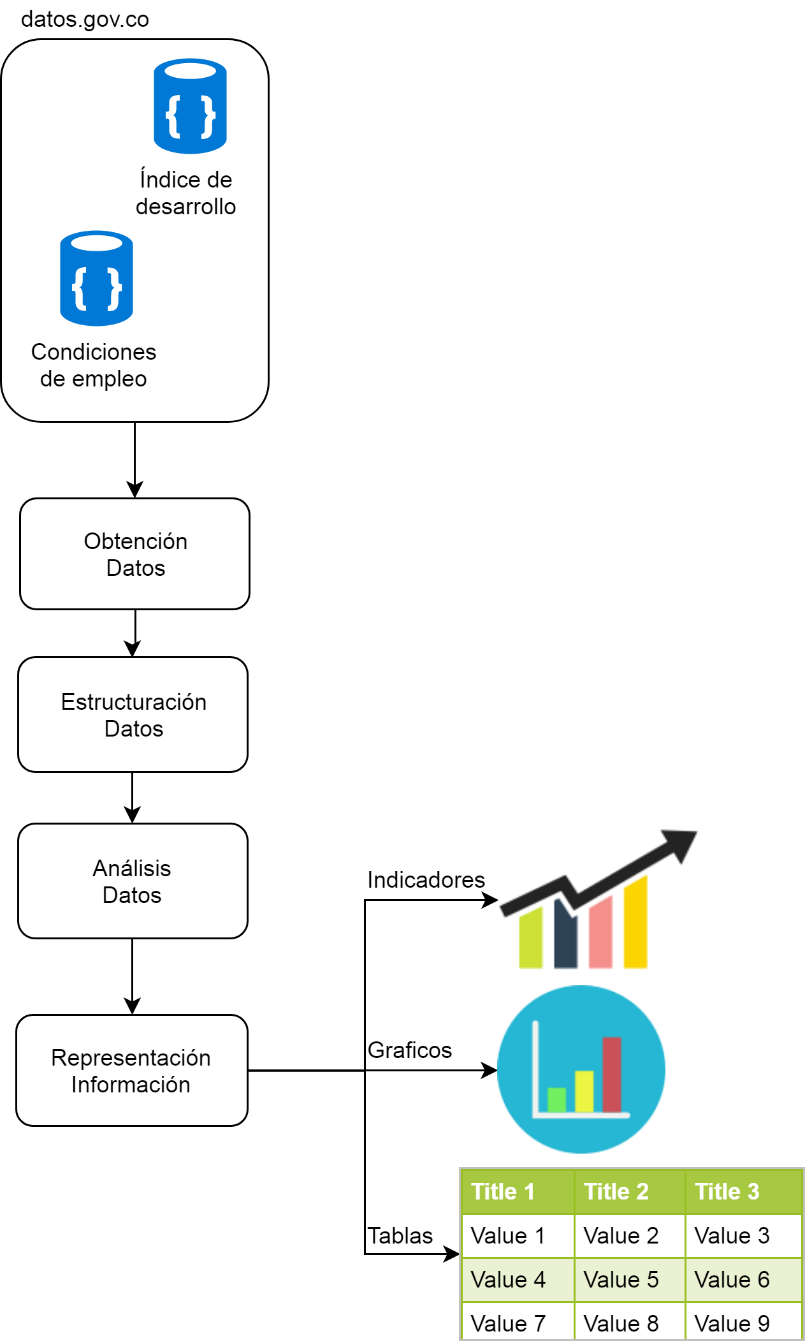 datos.gov.co
{ }
Índice de
desarrollo
{ }
Condiciones
de empleo
Obtención
Datos
Estructuración
Datos
Análisis
Datos
Representación
Información
Indicadores
Graficos
Tablas
Title 1 Title 2 Title 3
Value 1 Value 2 Value 3
Value 4 Value 5 Value 6
Value 7 Value 8 Value 9